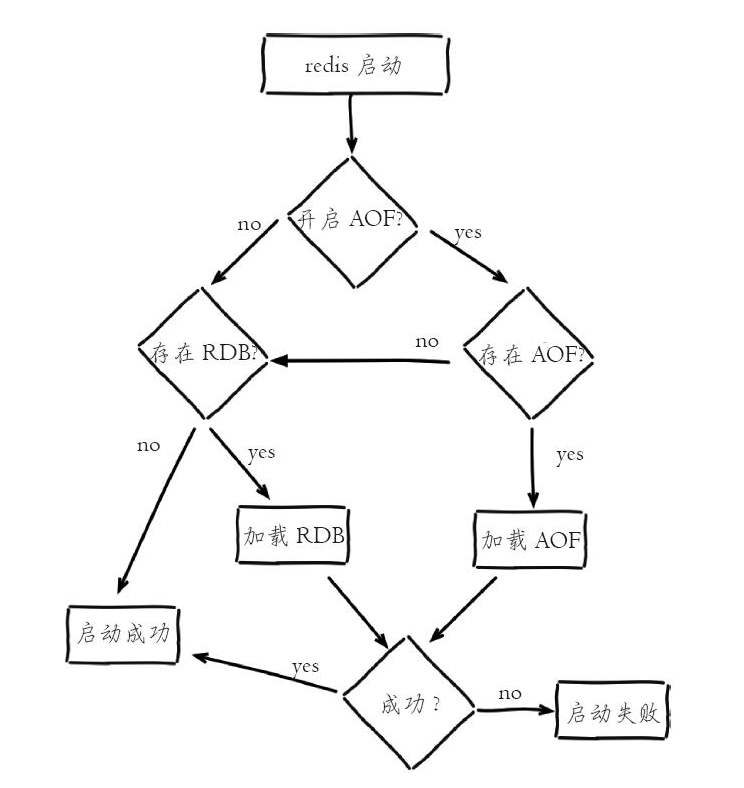 redis 启动
开启 AOF?
no
yes
存在 RDB?
no
存在 AOF?
no
yes
yes
加载 RDB
加载 AOF
启动成功
yes
成功？
no
启动失败